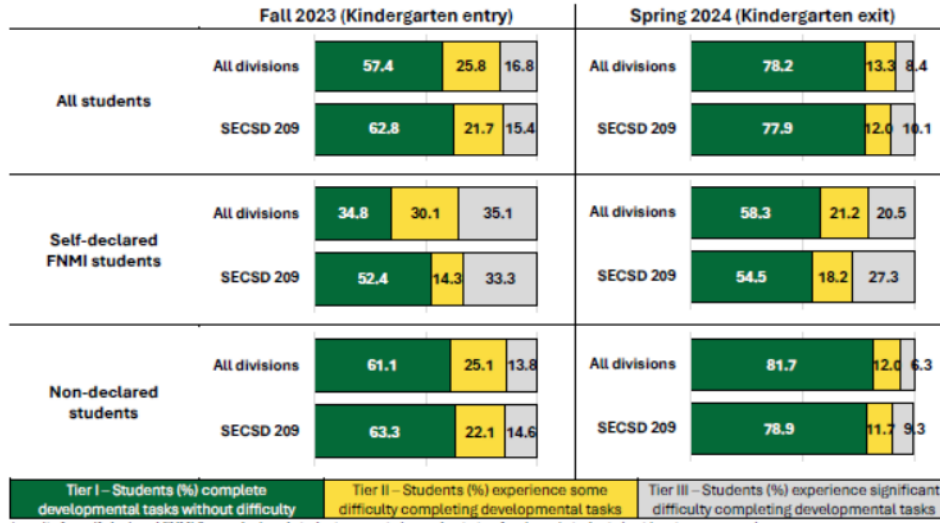 Fall 2023 (Kindergarten entry) Spring 2024 (Kindergarten exit)
All students
All divisions 57.4 25.8 16.8
All divisions 78.2 13.3 8.4
SECSD 209 62.8 21.7 15.4
SECSD 209 77.9 12.0 10.1
Self-declared
FNMI students
All divisions 34.8 30.1 35.1
All divisions 58.3 21.2 20.5
SECSD 209 52.4 14.3 33.3
SECSD 209 54.5 18.2 27.3
Non-declared
students
All divisions 61.1 25.1 13.8
All divisions 81.7 12.0 6.3
SECSD 209 63.3 22.1 14.6
SECSD 209 78.9 11.7 9.3
Tier I – Students (%) complete
developmental tasks without difficulty
Tier II – Students (%) experience some
difficulty completing developmental tasks
Tier III – Students (%) experience significant
difficulty completing developmental tasks